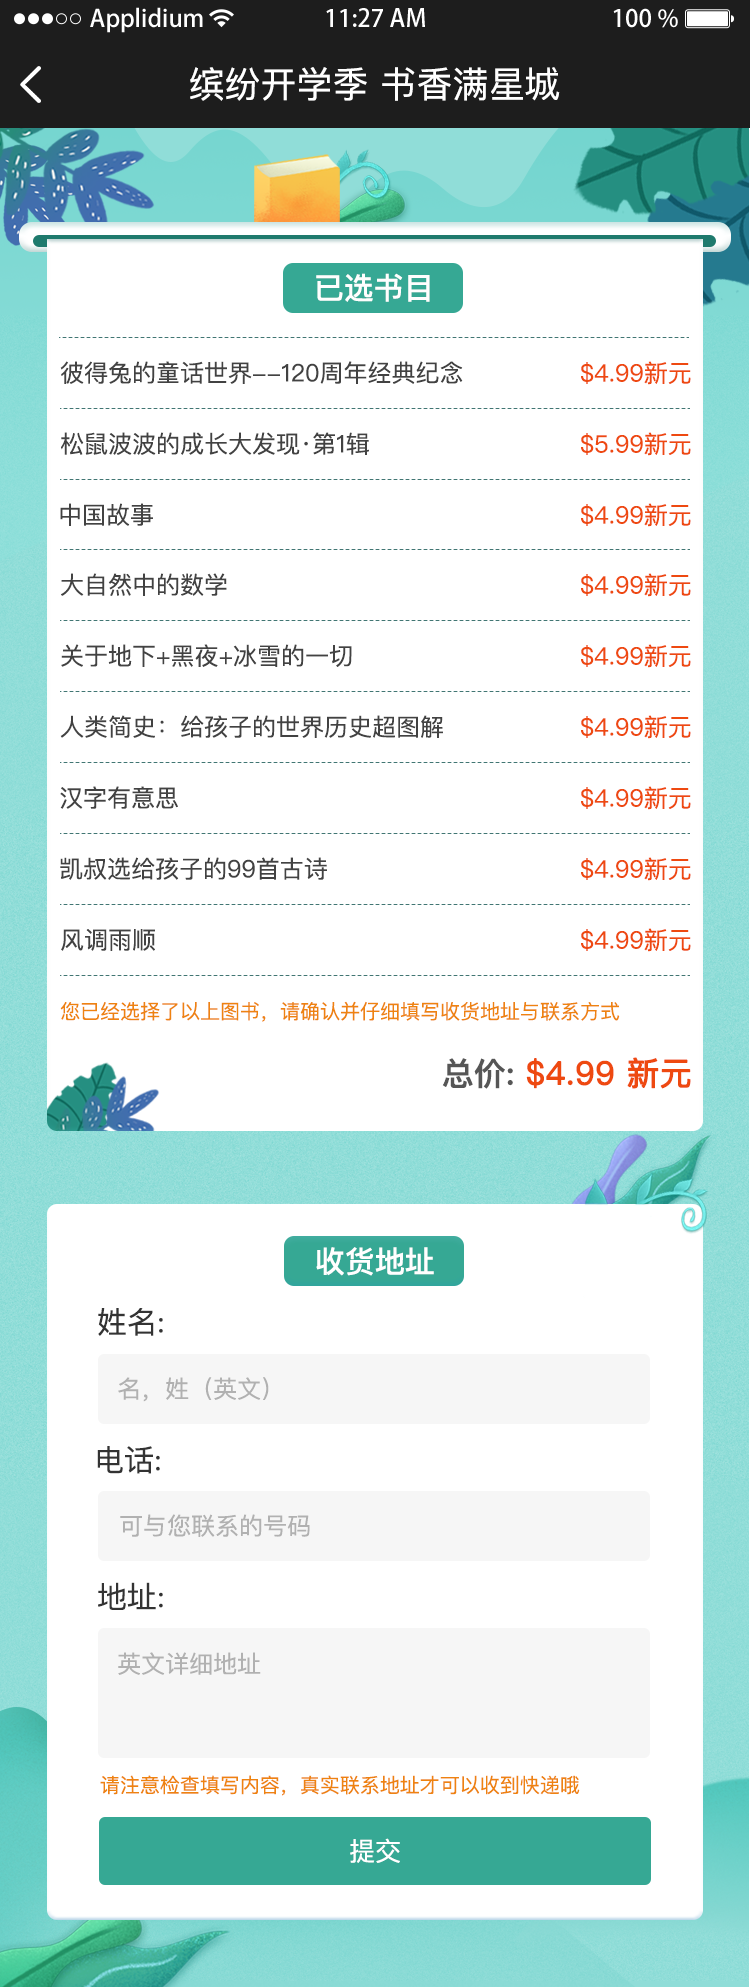 Applidium 11:27 AM 100 %
缤纷开学季 书香满星城
已选书目
彼得兔的童话世界--120周年经典纪念 $4.99新元
松鼠波波的成长大发现·第1辑 $5.99新元
中国故事 $4.99新元
大自然中的数学 $4.99新元
关于地下+黑夜+冰雪的一切 $4.99新元
人类简史：给孩子的世界历史超图解 $4.99新元
汉字有意思 $4.99新元
凯叔选给孩子的99首古诗 $4.99新元
风调雨顺 $4.99新元
您已经选择了以上图书，请确认并仔细填写收货地址与联系方式
总价: $4.99 新元
收货地址
姓名:
名，姓（英文）
电话:
可与您联系的号码
地址:
英文详细地址
请注意检查填写内容，真实联系地址才可以收到快递哦
提交